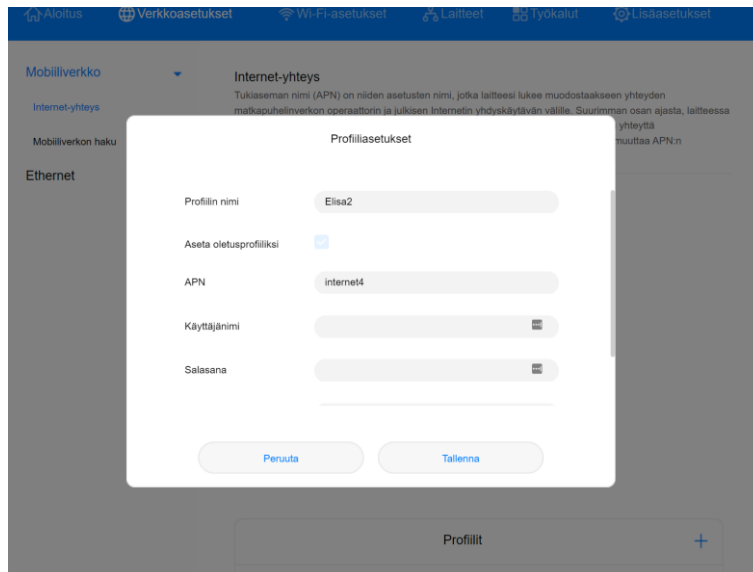 Aloitus Verkkoasetukset Wi-Fi-asetukset Laitteet Työkalut Lisäasetukset
Mobiiliverkko
Internet-yhteys
Mobiiliverkon haku
Ethernet
Internet-yhteys
Tukiaseman nimi (APN) on niiden asetusten nimi, jotka laitteesi lukee muodostaakseen yhteyden
matkapuhelinverkon operaattorin ja julkisen Internetin yhdyskäytävän välille. Suurimman osan ajasta, laitteessa
yhteyttä
muuttaa APN:n
Profiiliasetukset
Profiilin nimi Elisa2
Aseta oletusprofiiliksi
APN internet4
Käyttäjänimi
Salasana
Peruuta Tallenna
Profiilit